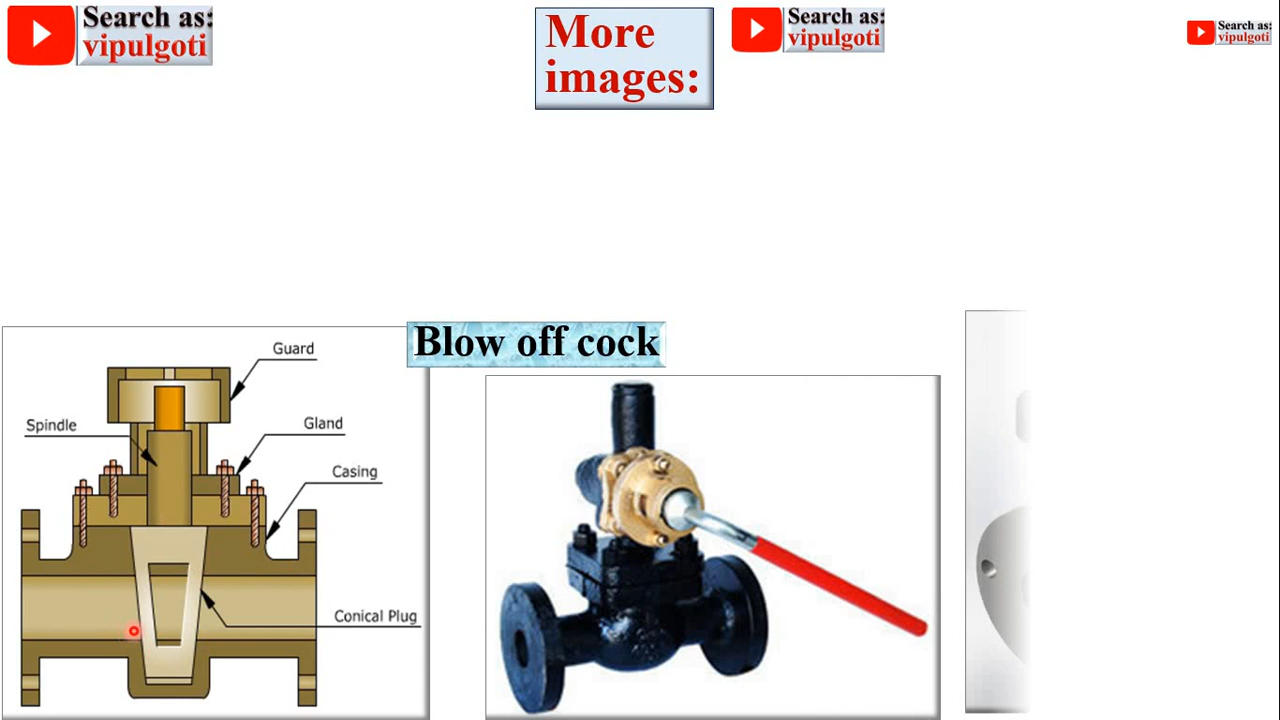 Search as:
vipulgoti
More
images:
Search as:
vipulgoti
Search as:
vipulgoti
Blow off cock
Guard
Spindle
Gland
Casing
Conical Plug